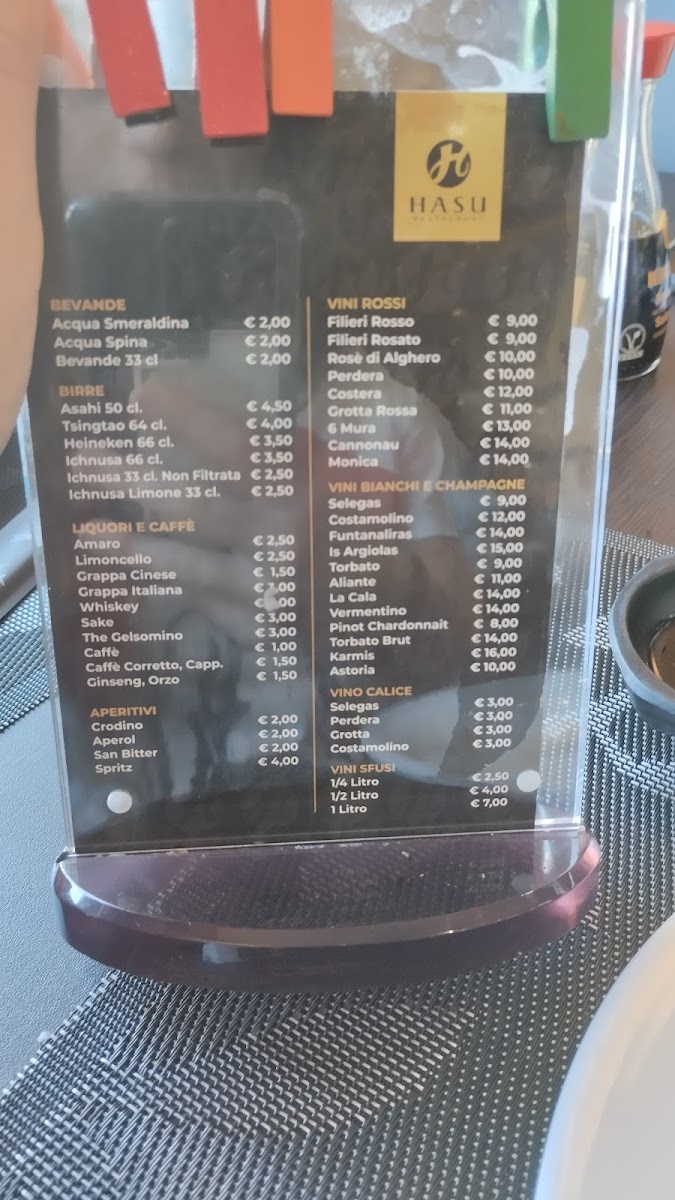 HASU
RESTAURANT
BEVANDE
Acqua Smeraldina € 2,00
Acqua Spina € 2,00
Bevande 33 cl € 2,00
BIRRE
Asahi 50 cl. € 4,50
Tsingtao 64 cl. € 4,00
Heineken 66 cl. € 3,50
Ichnusa 66 cl. € 3,50
Ichnusa 33 cl. Non Filtrata € 2,50
Ichnusa Limone 33 cl. € 2,50
LIQUORI E CAFFÈ
Amaro € 2,50
Limoncello € 2,50
Grappa Cinese € 1,50
Grappa Italiana €
Whiskey €
Sake € 3,00
The Gelsomino € 3,00
Caffè € 1,00
Caffè Corretto, Capp. € 1,50
Ginseng, Orzo € 1,50
APERITIVI
Crodino € 2,00
Aperol € 2,00
San Bitter € 2,00
Spritz € 4,00
VINI ROSSI
Filieri Rosso € 9,00
Filieri Rosato € 9,00
Rosè di Alghero € 10,00
Perdera € 10,00
Costera € 12,00
Grotta Rossa € 11,00
6 Mura € 13,00
Cannonau € 14,00
Monica € 14,00
VINI BIANCHI E CHAMPAGNE
Selegas € 9,00
Costamolino € 12,00
Funtanaliras € 14,00
Is Argiolas € 15,00
Torbato € 9,00
Aliante € 11,00
La Cala € 14,00
Vermentino € 14,00
Pinot Chardonnait € 8,00
Torbato Brut € 14,00
Karmis € 16,00
Astoria € 10,00
VINO CALICE
Selegas € 3,00
Perdera € 3,00
Grotta € 3,00
Costamolino € 3,00
VINI SFUSI
1/4 Litro € 2,50
1/2 Litro € 4,00
1 Litro € 7,00